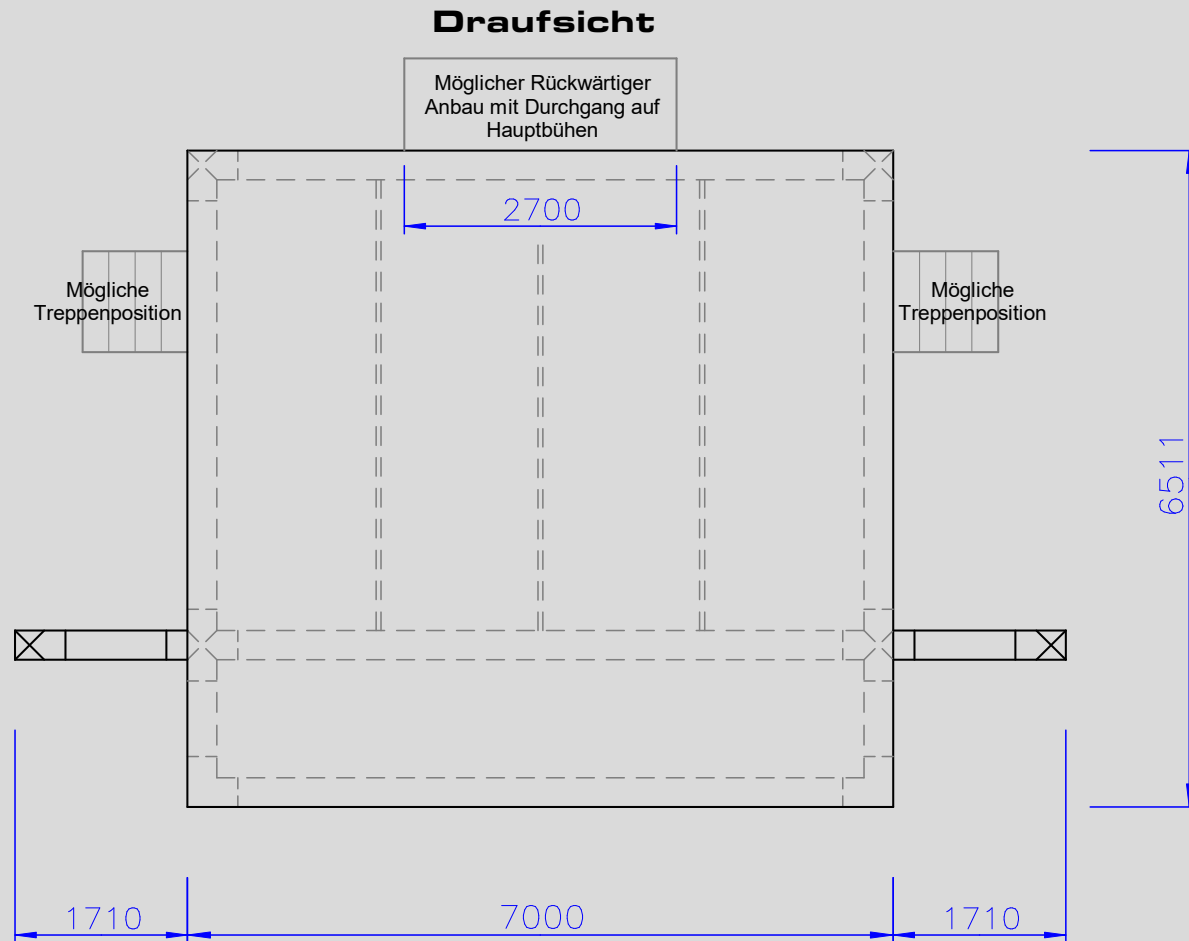 Draufsicht
Möglicher Rückwärtiger
Anbau mit Durchgang auf
Hauptbühen
2700
Mögliche
Treppenposition
Mögliche
Treppenposition
6511
1710
7000
1710